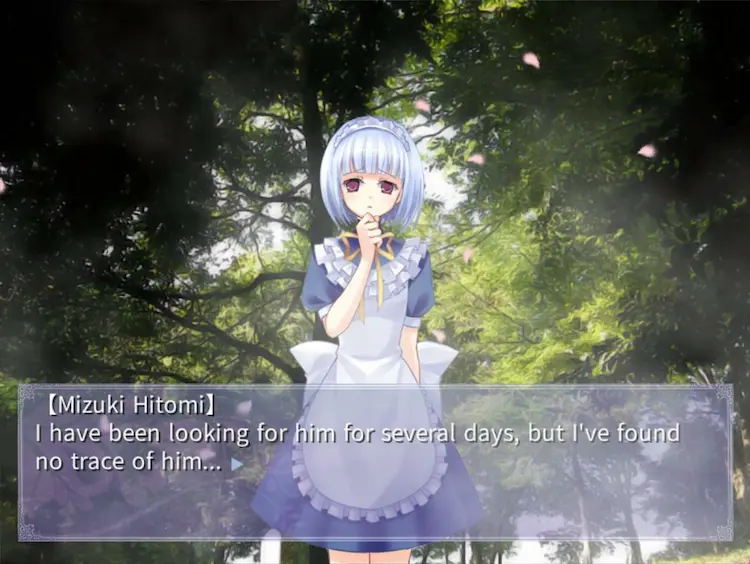 【Mizuki Hitomi】
I have been looking for him for several days, but I've found
no trace of him...